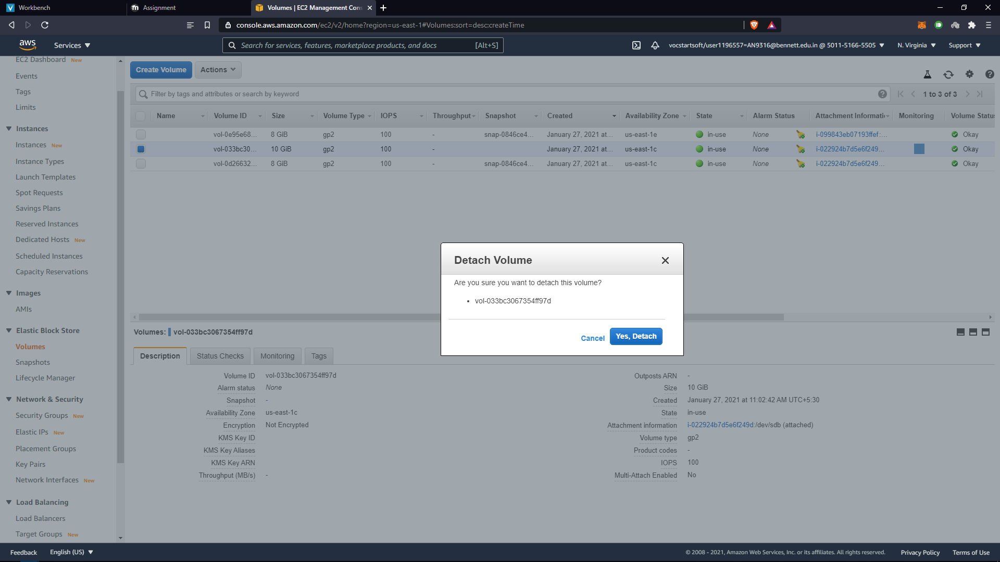 Workbench
Assignment
Volumes | EC2 Management Con
console.aws.amazon.com/ec2/v2/home?region=us-east-1#Volumes:sort=desc:createTime
aws
Services
Search for services, features, marketplace products, and docs [Alt+S]
vocstartsoft/user1196557=AN9316@bennett.edu.in @ 5011-5166-5505
N. Virginia
Support
EC2 Dashboard New
Events
Tags
Limits
Instances
Instances New
Instance Types
Launch Templates
Spot Requests
Savings Plans
Reserved Instances
Dedicated Hosts New
Scheduled Instances
Capacity Reservations
Images
AMIs
Elastic Block Store
Volumes
Snapshots
Lifecycle Manager
Network & Security
Security Groups New
Elastic IPs New
Placement Groups
Key Pairs
Network Interfaces New
Load Balancing
Load Balancers
Target Groups New
Create Volume
Actions
Filter by tags and attributes or search by keyword
1 to 3 of 3
Name Volume ID Size Volume Type IOPS Throughput Snapshot Created Availability Zone State Alarm Status Attachment Informati Monitoring Volume Statu
vol-0e95e68... 8 GiB gp2 100 - snap-0846ce4... January 27, 2021 at... us-east-1e in-use None i-099843eb07193ffef:... Okay
vol-033bc30... 10 GiB gp2 100 - January 27, 2021 at... us-east-1c in-use None i-022924b7d5e6f249... Okay
vol-0d26632... 8 GiB gp2 100 - snap-0846ce4... January 27, 2021 at... us-east-1c in-use None i-022924b7d5e6f249... Okay
Detach Volume
Are you sure you want to detach this volume?
• vol-033bc3067354ff97d
Cancel
Yes, Detach
Volumes: vol-033bc3067354ff97d
Description
Status Checks
Monitoring
Tags
Volume ID vol-033bc3067354ff97d
Alarm status None
Snapshot -
Availability Zone us-east-1c
Encryption Not Encrypted
KMS Key ID
KMS Key Aliases
KMS Key ARN
Throughput (MB/s) -
Outposts ARN -
Size 10 GiB
Created January 27, 2021 at 11:02:42 AM UTC+5:30
State in-use
Attachment information i-022924b7d5e6f249d:/dev/sdb (attached)
Volume type gp2
Product codes -
IOPS 100
Multi-Attach Enabled No
Feedback
English (US)
© 2008 - 2021, Amazon Web Services, Inc. or its affiliates. All rights reserved.
Privacy Policy
Terms of Use